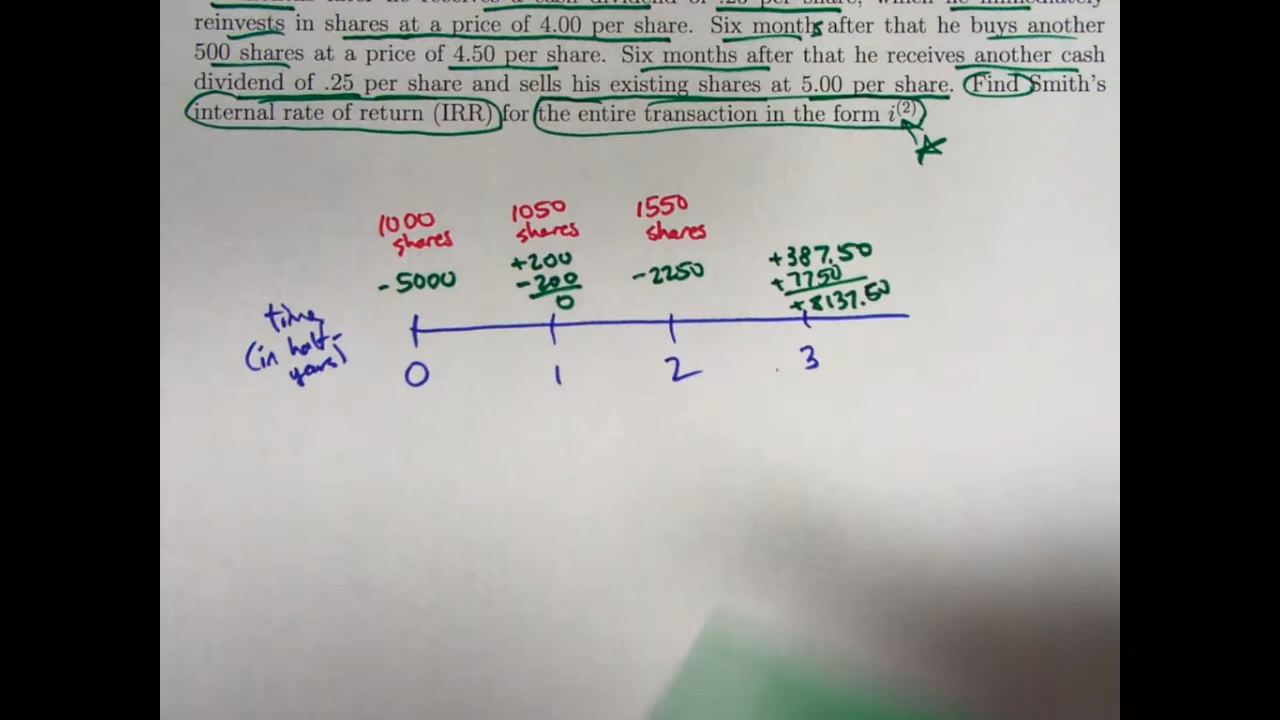 reinvests in shares at a price of 4.00 per share. Six months after that he buys another
500 shares at a price of 4.50 per share. Six months after that he receives another cash
dividend of .25 per share and sells his existing shares at 5.00 per share. Find Smith's
internal rate of return (IRR) for the entire transaction in the form i(2)
1000 shares
-5000
1050 shares
+200
-200
0
1550 shares
-2250
+387.50
+7750
+8137.50
time
(in half-
years)
0 1 2 3